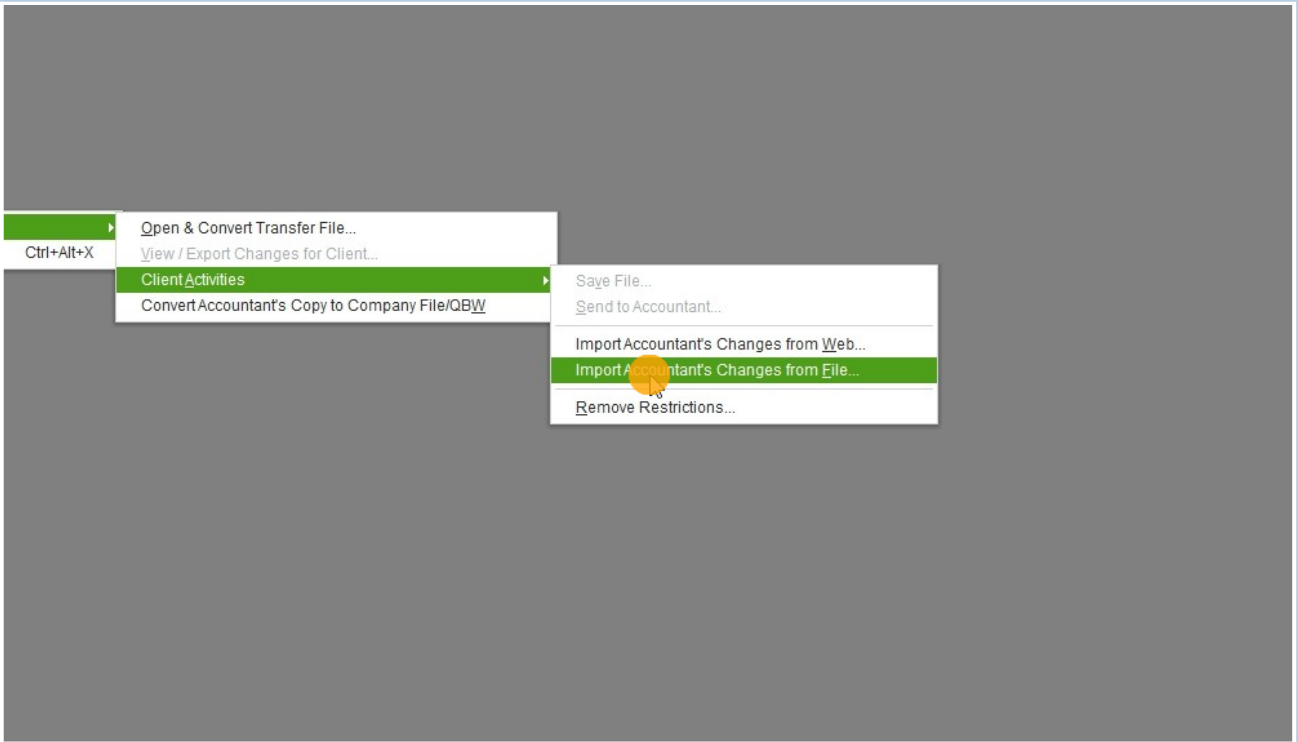 Ctrl+Alt+X
Open & Convert Transfer File...
View / Export Changes for Client...
Client Activities
Convert Accountant's Copy to Company File/QBW
Save File...
Send to Accountant...
Import Accountant's Changes from Web...
Import Accountant's Changes from File...
Remove Restrictions...